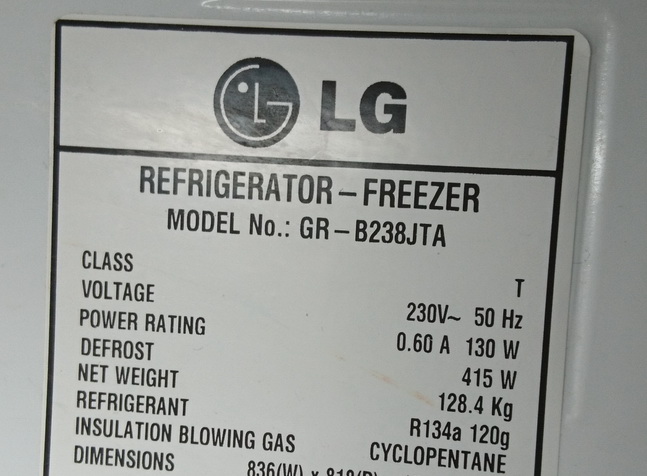 LG
REFRIGERATOR – FREEZER
MODEL No.: GR – B238JTA
CLASS T
VOLTAGE 230V~ 50 Hz
POWER RATING 0.60 A 130 W
DEFROST 415 W
NET WEIGHT 128.4 Kg
REFRIGERANT R134a 120g
INSULATION BLOWING GAS CYCLOPENTANE
DIMENSIONS 836(W) x